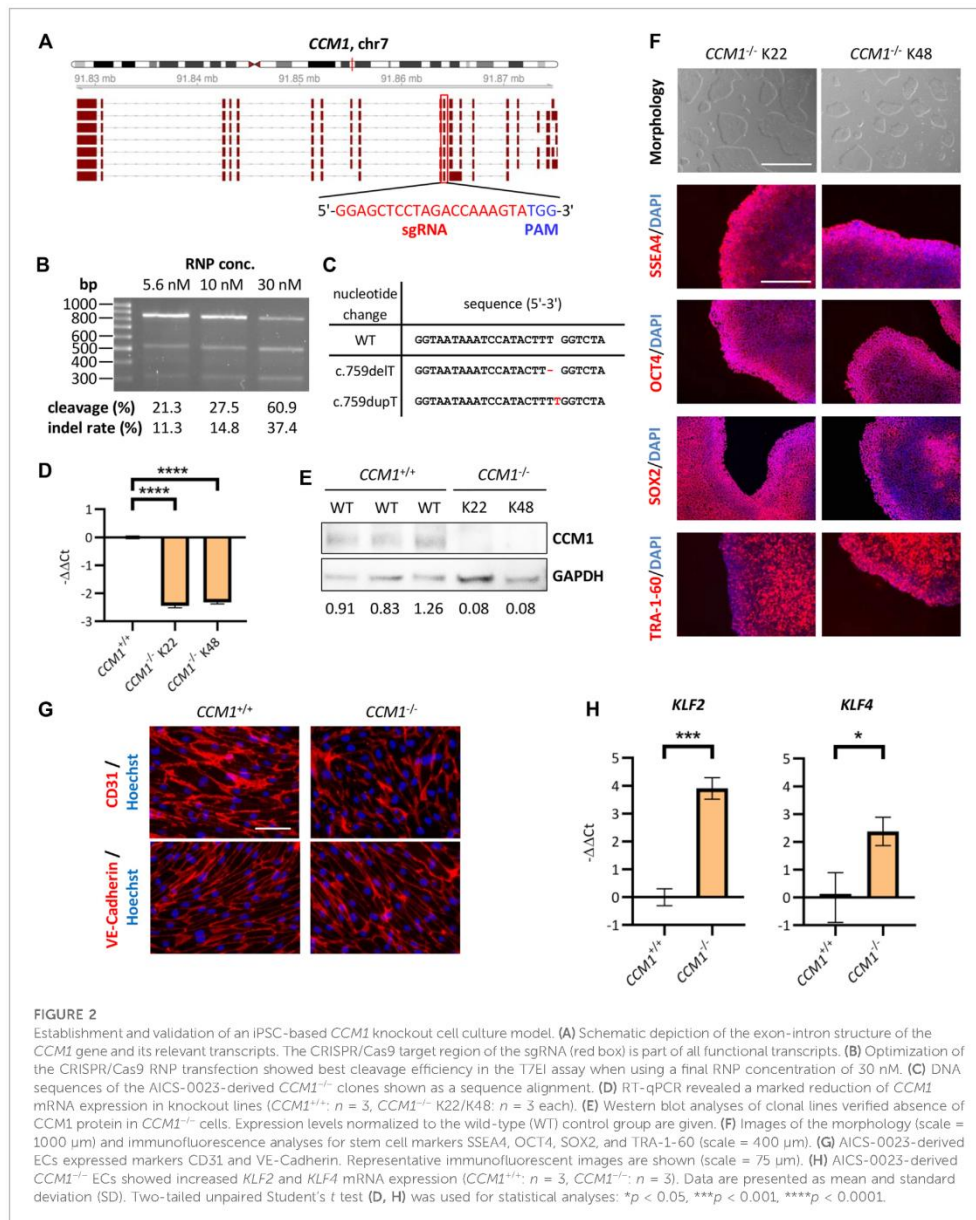 A
CCM1, chr7
91.83 mb 91.84 mb 91.85 mb 91.86 mb 91.87 mb
5'-GGAGCTCCTAGACCAAAGTATGG-3'
sgRNA PAM
B
RNP conc.
bp 5.6 nM 10 nM 30 nM
1000
800
500
300
cleavage (%) 21.3 27.5 60.9
indel rate (%) 11.3 14.8 37.4
C
nucleotide change sequence (5'-3')
WT GGTAATAAATCCATACTTT GGTCTA
c.759delT GGTAATAAATCCATACTT- GGTCTA
c.759dupT GGTAATAAATCCATACTTTTGGTCTA
D
****
****
-ΔΔCt
1
0
-1
-2
-3
CCM1+/+
CCM1-/- K22
CCM1-/- K48
E
CCM1+/+ CCM1-/-
WT WT WT K22 K48
CCM1
GAPDH
0.91 0.83 1.26 0.08 0.08
F
CCM1-/- K22 CCM1-/- K48
Morphology
SSEA4/DAPI
OCT4/DAPI
SOX2/DAPI
TRA-1-60/DAPI
G
CCM1+/+ CCM1-/-
CD31 /
Hoechst
VE-Cadherin /
Hoechst
H
KLF2
***
-ΔΔCt
5
4
3
2
1
0
-1
CCM1+/+
CCM1-/-
KLF4
*
5
4
3
2
1
0
-1
CCM1+/+
CCM1-/-
FIGURE 2
Establishment and validation of an iPSC-based CCM1 knockout cell culture model. (A) Schematic depiction of the exon-intron structure of the
CCM1 gene and its relevant transcripts. The CRISPR/Cas9 target region of the sgRNA (red box) is part of all functional transcripts. (B) Optimization of
the CRISPR/Cas9 RNP transfection showed best cleavage efficiency in the T7EI assay when using a final RNP concentration of 30 nM. (C) DNA
sequences of the AICS-0023-derived CCM1−/− clones shown as a sequence alignment. (D) RT-qPCR revealed a marked reduction of CCM1
mRNA expression in knockout lines (CCM1+/+: n = 3, CCM1−/− K22/K48: n = 3 each). (E) Western blot analyses of clonal lines verified absence of
CCM1 protein in CCM1−/− cells. Expression levels normalized to the wild-type (WT) control group are given. (F) Images of the morphology (scale =
1000 μm) and immunofluorescence analyses for stem cell markers SSEA4, OCT4, SOX2, and TRA-1-60 (scale = 400 μm). (G) AICS-0023-derived
ECs expressed markers CD31 and VE-Cadherin. Representative immunofluorescent images are shown (scale = 75 μm). (H) AICS-0023-derived
CCM1−/− ECs showed increased KLF2 and KLF4 mRNA expression (CCM1+/+: n = 3, CCM1−/−: n = 3). Data are presented as mean and standard
deviation (SD). Two-tailed unpaired Student's t test (D, H) was used for statistical analyses: *p < 0.05, ***p < 0.001, ****p < 0.0001.